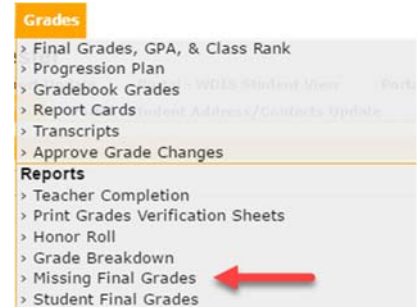 Grades
› Final Grades, GPA, & Class Rank
› Progression Plan
› Gradebook Grades
› Report Cards
› Transcripts
› Approve Grade Changes
Reports
› Teacher Completion
› Print Grades Verification Sheets
› Honor Roll
› Grade Breakdown
› Missing Final Grades
› Student Final Grades